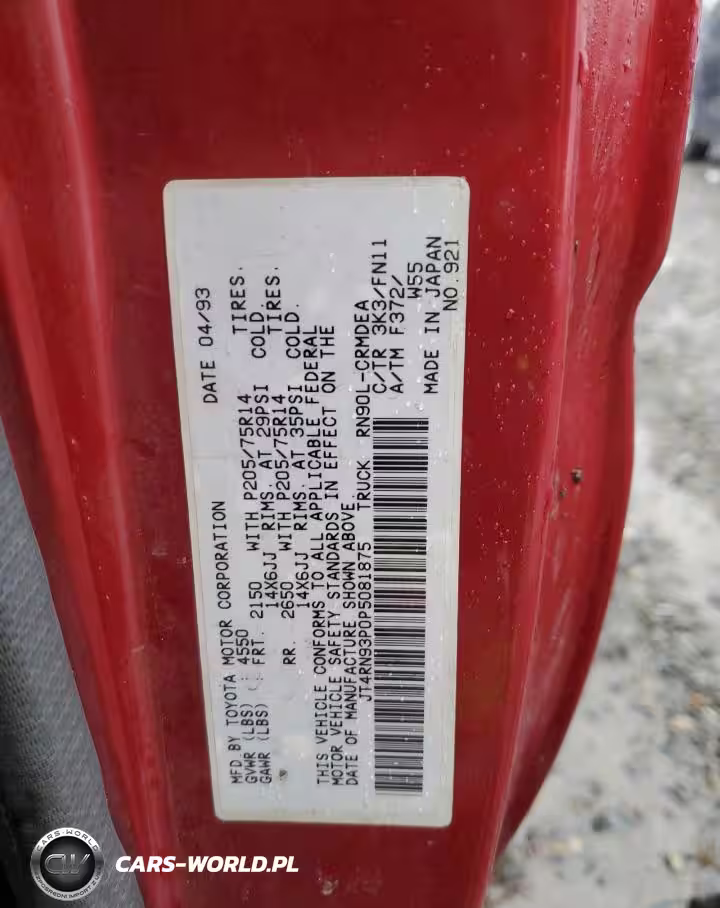 MFD BY TOYOTA MOTOR CORPORATION DATE 04/93
GVWR (LBS) : 4550
GAWR (LBS) : FRT. 2150 WITH P205/75R14 TIRES.
14X6JJ RIMS. AT 29PSI COLD.
RR. 2650 WITH P205/75R14 TIRES.
14X6JJ RIMS. AT 35PSI COLD.
THIS VEHICLE CONFORMS TO ALL APPLICABLE FEDERAL
MOTOR VEHICLE SAFETY STANDARDS IN EFFECT ON THE
DATE OF MANUFACTURE SHOWN ABOVE.
JT4RN93P0P5081875 TRUCK RN90L-CRMDEA
C/TR 3K3/FN11
A/TM F372/
W55
MADE IN JAPAN
NO.921
CARS-WORLD
CW
CARS-WORLD.PL